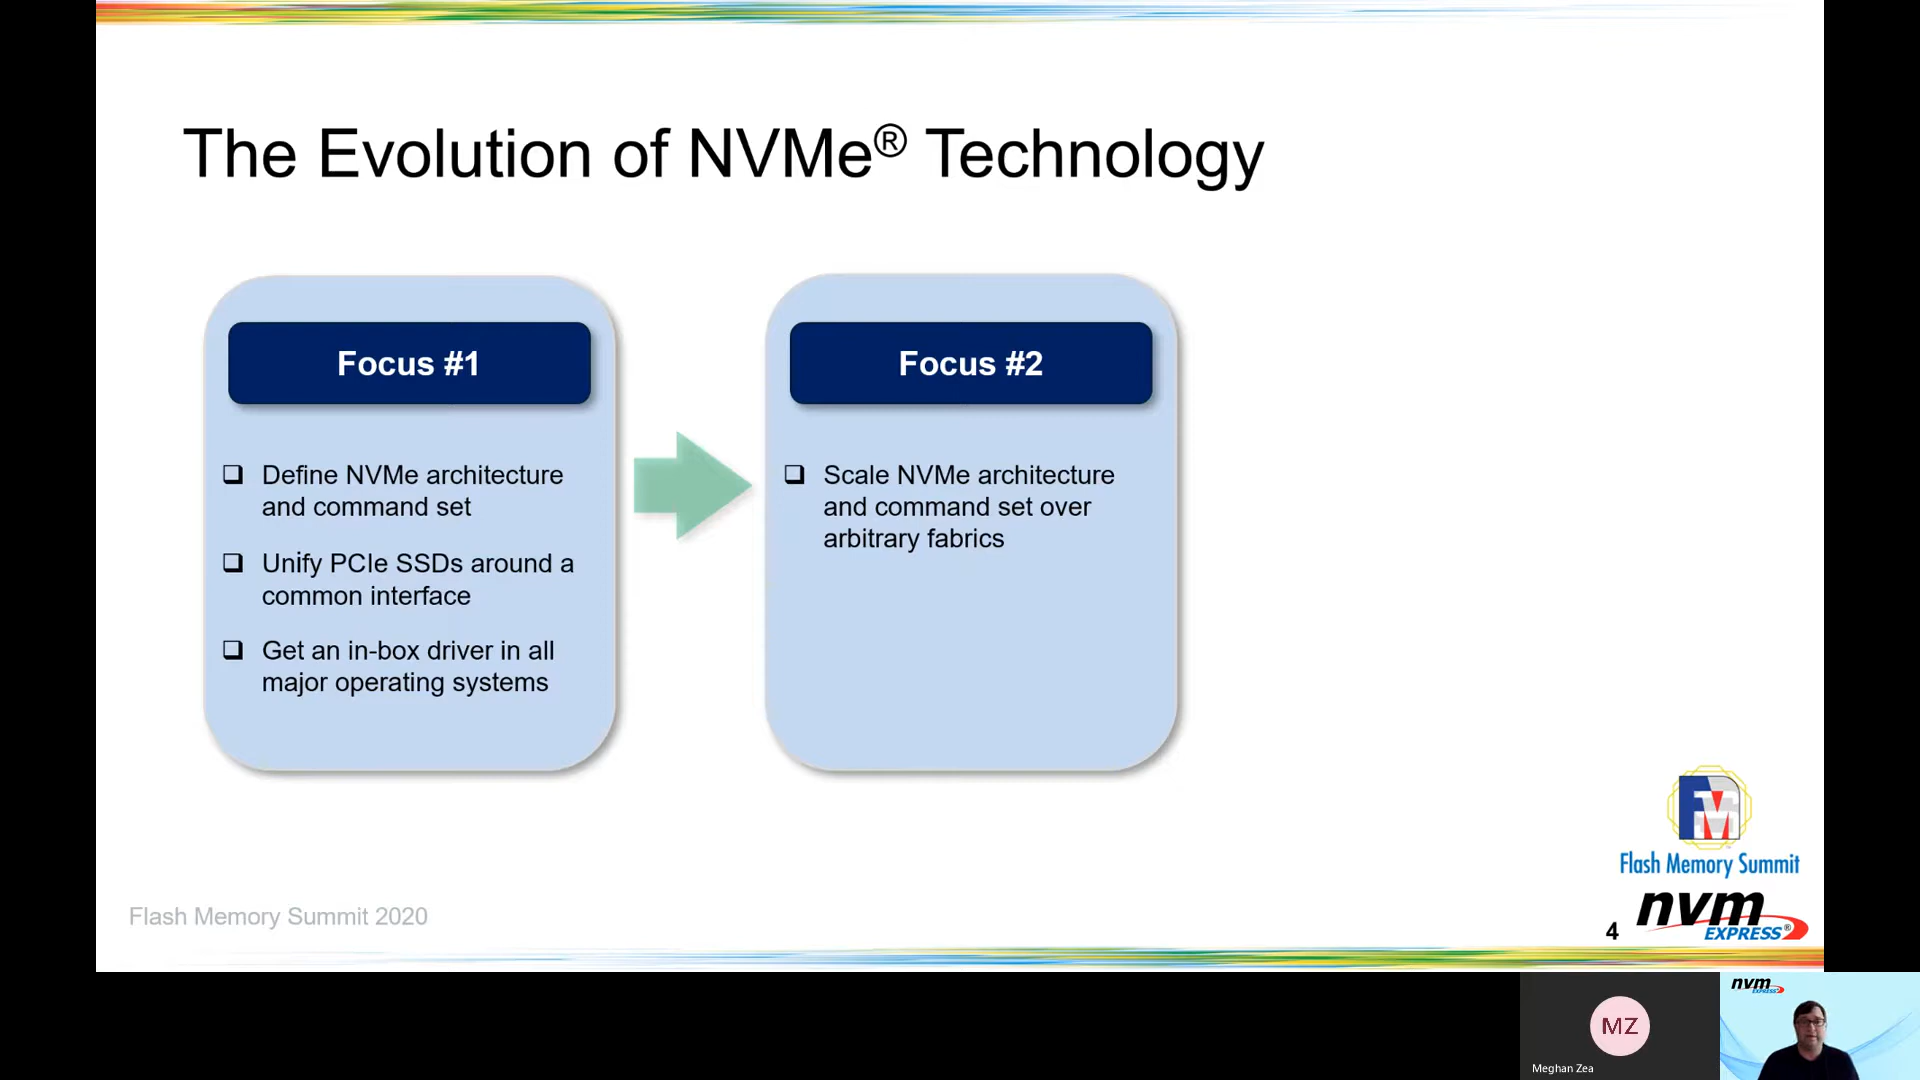 The Evolution of NVMe® Technology
Focus #1
Define NVMe architecture
and command set
Unify PCIe SSDs around a
common interface
Get an in-box driver in all
major operating systems
Focus #2
Scale NVMe architecture
and command set over
arbitrary fabrics
FM
Flash Memory Summit
Flash Memory Summit 2020
4
nvm
EXPRESS®
MZ
Meghan Zea
nvm
EXPRESS